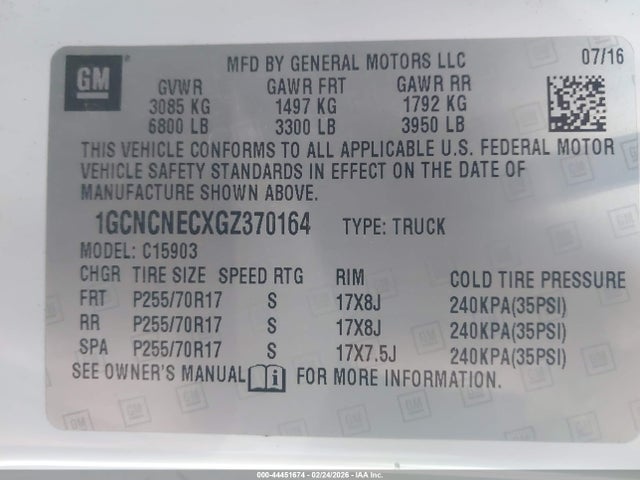 GM
MFD BY GENERAL MOTORS LLC
07/16
GVWR GAWR FRT GAWR RR
3085 KG 1497 KG 1792 KG
6800 LB 3300 LB 3950 LB
THIS VEHICLE CONFORMS TO ALL APPLICABLE U.S. FEDERAL MOTOR
VEHICLE SAFETY STANDARDS IN EFFECT ON THE DATE OF
MANUFACTURE SHOWN ABOVE.
1GCNCNECXGZ370164 TYPE: TRUCK
MODEL: C15903
CHGR TIRE SIZE SPEED RTG RIM COLD TIRE PRESSURE
FRT P255/70R17 S 17X8J 240KPA(35PSI)
RR P255/70R17 S 17X8J 240KPA(35PSI)
SPA P255/70R17 S 17X7.5J 240KPA(35PSI)
SEE OWNER'S MANUAL FOR MORE INFORMATION.
000-44451674 - 02/24/2026 - IAA Inc.